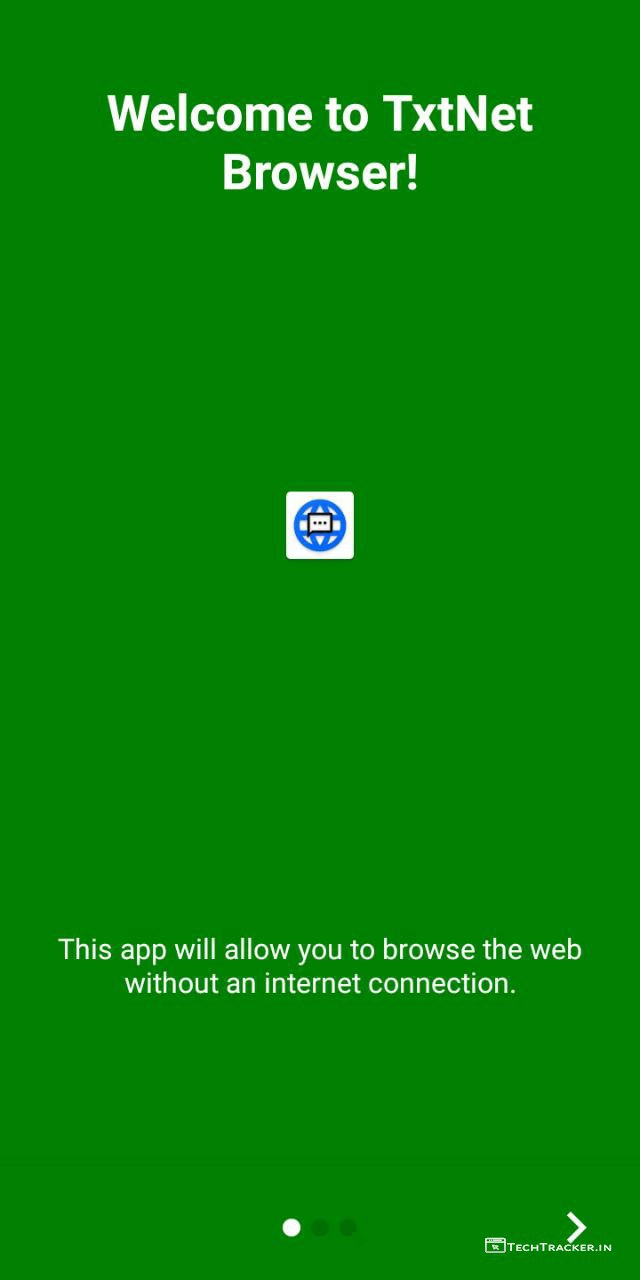 Welcome to TxtNet
Browser!
This app will allow you to browse the web
without an internet connection.
TECHTRACKER.IN